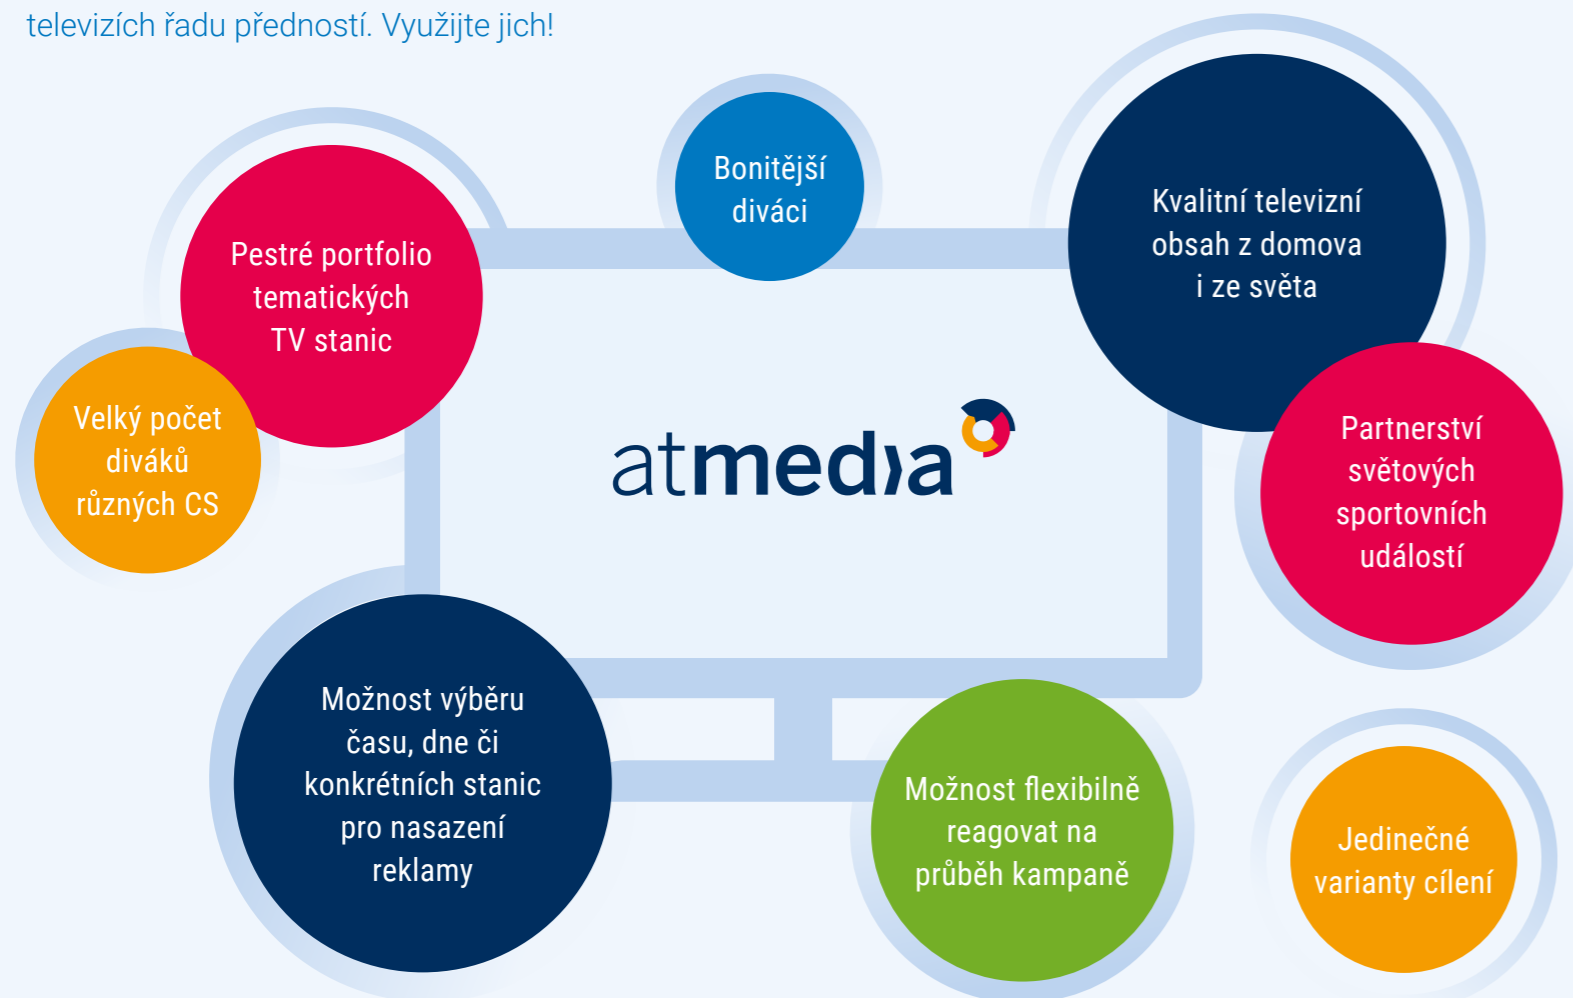 televizích řadu předností. Využijte jich!
Bonitější
diváci
Kvalitní televizní
obsah z domova
i ze světa
Pestré portfolio
tematických
TV stanic
Velký počet
diváků
různých CS
atmedia
Partnerství
světových
sportovních
událostí
Možnost výběru
času, dne či
konkrétních stanic
pro nasazení
reklamy
Možnost flexibilně
reagovat na
průběh kampaně
Jedinečné
varianty cílení